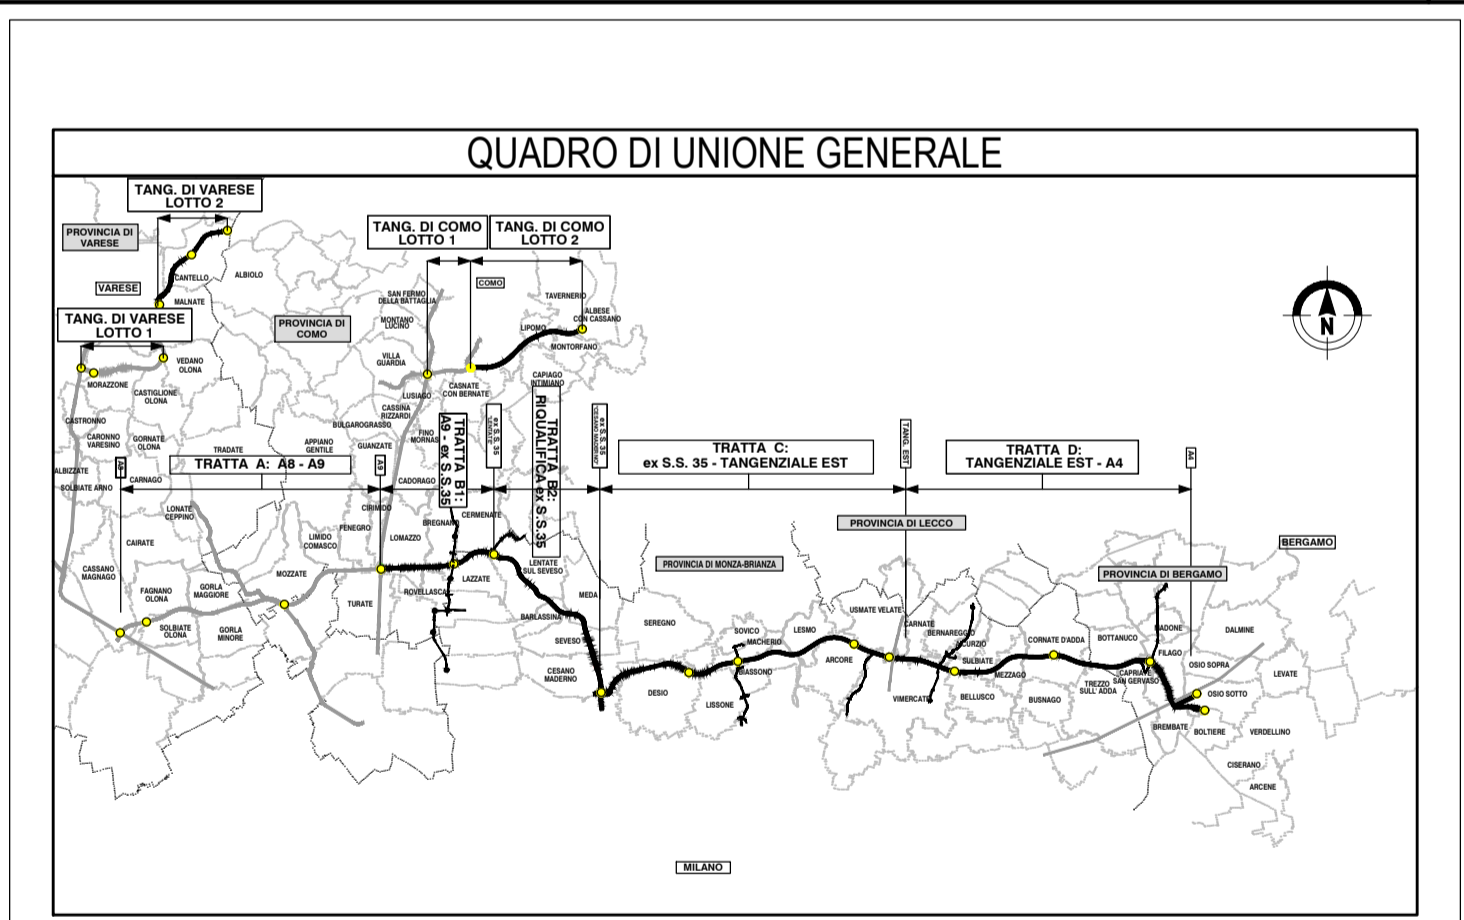 QUADRO DI UNIONE GENERALE
TANG. DI VARESE
LOTTO 2
PROVINCIA DI
VARESE
CANTELLO
ALBIOLO
VARESE
MALNATE
TANG. DI VARESE
LOTTO 1
PROVINCIA DI
COMO
VEDANO
OLONA
MORAZZONE
CASTIGLIONE
OLONA
TANG. DI COMO
LOTTO 1
TANG. DI COMO
LOTTO 2
COMO
SAN FERMO
DELLA BATTAGLIA
TAVERNERIO
MONTANO
LUCINO
ALBESE
CON CASSANO
LIPOMO
MONTORFANO
VILLA
GUARDIA
CAPIAGO
INTIMIANO
LUSIAGO
CASNATE
CON BERNATE
CASSINA
RIZZARDI
BULGAROGRASSO
FINO
MORNAS
GUANZATE
APPIANO
GENTILE
CASTRONNO
CARONNO
VARESINO
GORNATE
OLONA
TRADATE
ALBIZZATE
SOLBIATE ARNO
CARNAGO
A8
TRATTA A: A8 - A9
A9
TRATTA B1:
A9 - ex S.S.35
ex S.S. 35
"LENTATE"
TRATTA B2:
RIQUALIFICA ex S.S.35
ex S.S. 35
"CESANO MADERNO"
TRATTA C:
ex S.S. 35 - TANGENZIALE EST
TANG. EST
TRATTA D:
TANGENZIALE EST - A4
A4
N
CADORAGO
CIRIMIDO
CERMENATE
BREGNANO
FENEGRO
LOMAZZO
LIMIDO
COMASCO
LONATE
CEPPINO
CAIRATE
CASSANO
MAGNAGO
MOZZATE
GORLA
MAGGIORE
FAGNANO
OLONA
SOLBIATE
OLONA
GORLA
MINORE
TURATE
ROVELLASCA
LAZZATE
LENTATE
SUL SEVESO
MEDA
BARLASSINA
SEVESO
CESANO
MADERNO
PROVINCIA DI MONZA-BRIANZA
PROVINCIA DI LECCO
PROVINCIA DI BERGAMO
BERGAMO
SEREGNO
DESIO
SOVICO
MACHERIO
BIASSONO
LISSONE
LESMO
ARCORE
USMATE VELATE
CARNATE
BERNAREGGIO
VIMERCATE
SULBIATE
MEZZAGO
BELLUSCO
CORNATE D'ADDA
BUSNAGO
BOTTANUCO
TREZZO
SULL' ADDA
CAPRIATE
SAN GERVASO
MADONE
FILAGO
DALMINE
OSIO SOPRA
OSIO SOTTO
LEVATE
BREMBATE
BOLTIERE
VERDELLINO
CISERANO
ARCENE
MILANO